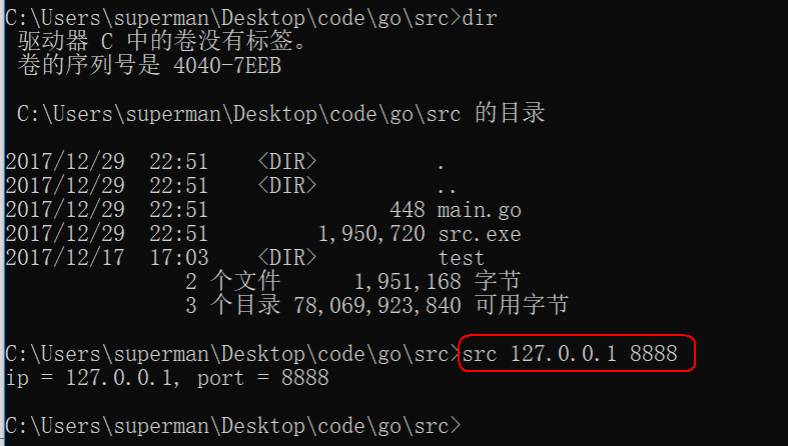 C:\Users\superman\Desktop\code\go\src>dir
驱动器 C 中的卷没有标签。
卷的序列号是 4040-7EEB
C:\Users\superman\Desktop\code\go\src 的目录
2017/12/29  22:51    <DIR>          .
2017/12/29  22:51    <DIR>          ..
2017/12/29  22:51               448 main.go
2017/12/29  22:51         1,950,720 src.exe
2017/12/17  17:03    <DIR>          test
2 个文件      1,951,168 字节
3 个目录 78,069,923,840 可用字节
C:\Users\superman\Desktop\code\go\src>src 127.0.0.1 8888
ip = 127.0.0.1, port = 8888
C:\Users\superman\Desktop\code\go\src>